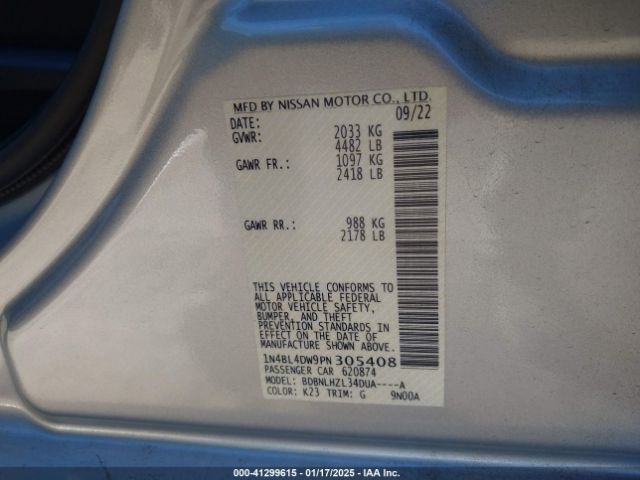 MFD BY NISSAN MOTOR CO., LTD.
DATE: 09/22
GVWR: 2033 KG
4482 LB
GAWR FR.: 1097 KG
2418 LB
GAWR RR.: 988 KG
2178 LB
THIS VEHICLE CONFORMS TO
ALL APPLICABLE FEDERAL
MOTOR VEHICLE SAFETY,
BUMPER, AND THEFT
PREVENTION STANDARDS IN
EFFECT ON THE DATE OF
MANUFACTURE SHOWN ABOVE.
1N4BL4DW9PN305408
PASSENGER CAR 620874
MODEL: BDBNLHZL34DUA----A
COLOR: K23 TRIM: G 9N00A
000-41299615 - 01/17/2025 - IAA Inc.